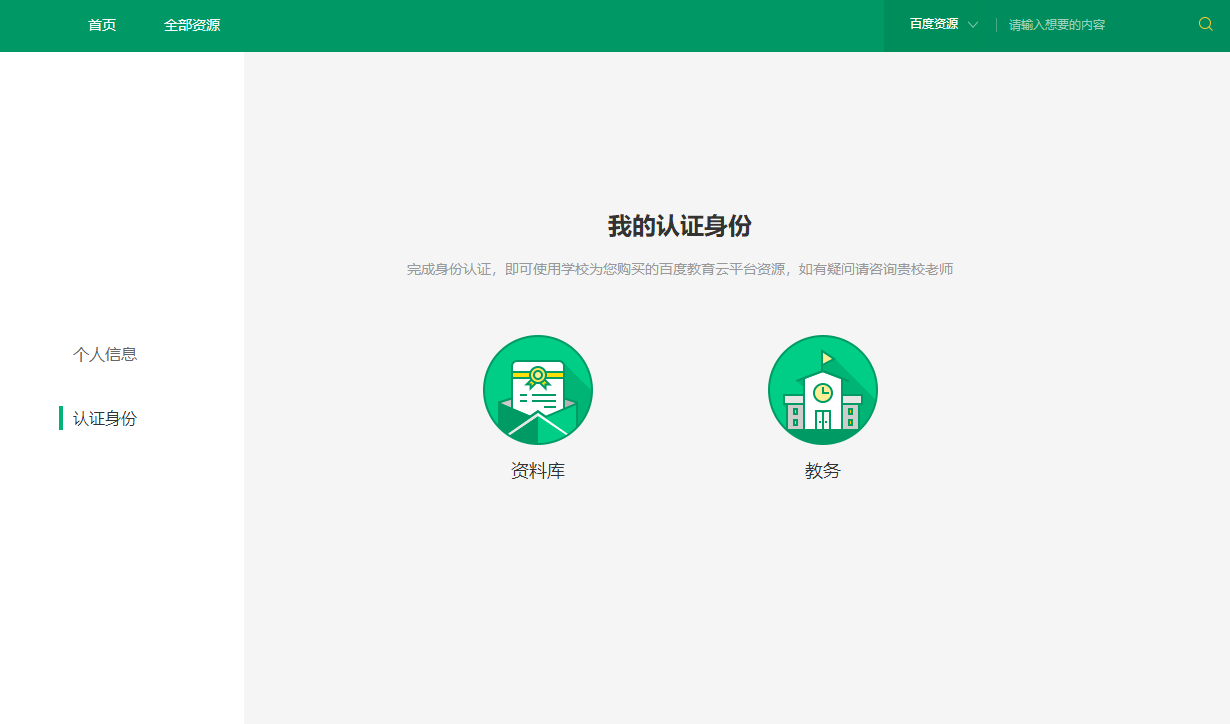 首页 全部资源 百度资源 请输入想要的内容
我的认证身份
完成身份认证，即可使用学校为您购买的百度教育云平台资源，如有疑问请咨询贵校老师
个人信息
认证身份
资料库 教务